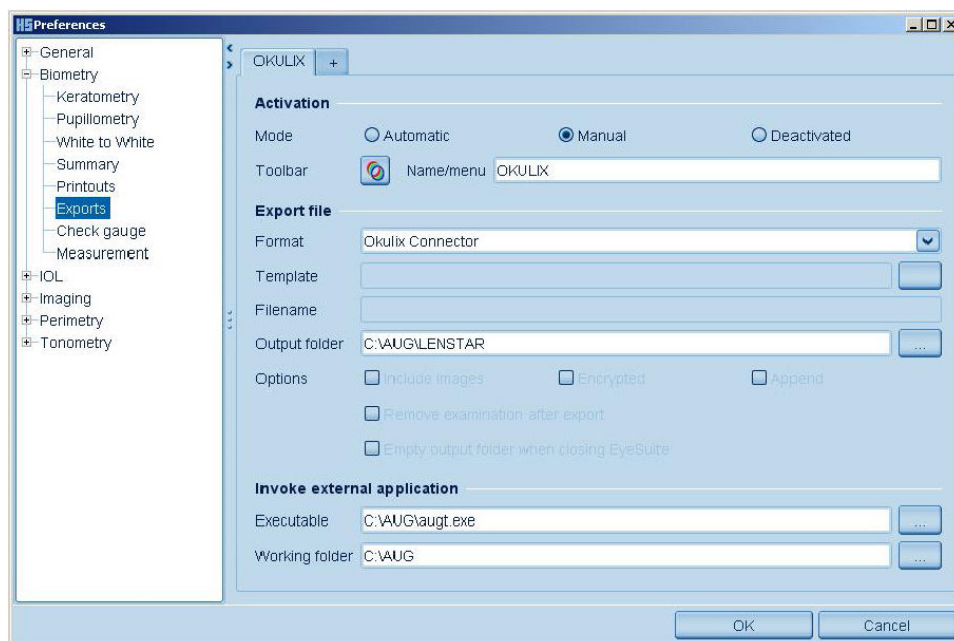 HS Preferences
General
Biometry
Keratometry
Pupillometry
White to White
Summary
Printouts
Exports
Check gauge
Measurement
IOL
Imaging
Perimetry
Tonometry
OKULIX +
Activation
Mode Automatic Manual Deactivated
Toolbar Name/menu OKULIX
Export file
Format Okulix Connector
Template
Filename
Output folder C:\AUG\LENSTAR ...
Options Include images Encrypted Append
Remove examination after export
Empty output folder when closing EyeSuite
Invoke external application
Executable C:\AUG\augt.exe ...
Working folder C:\AUG ...
OK Cancel